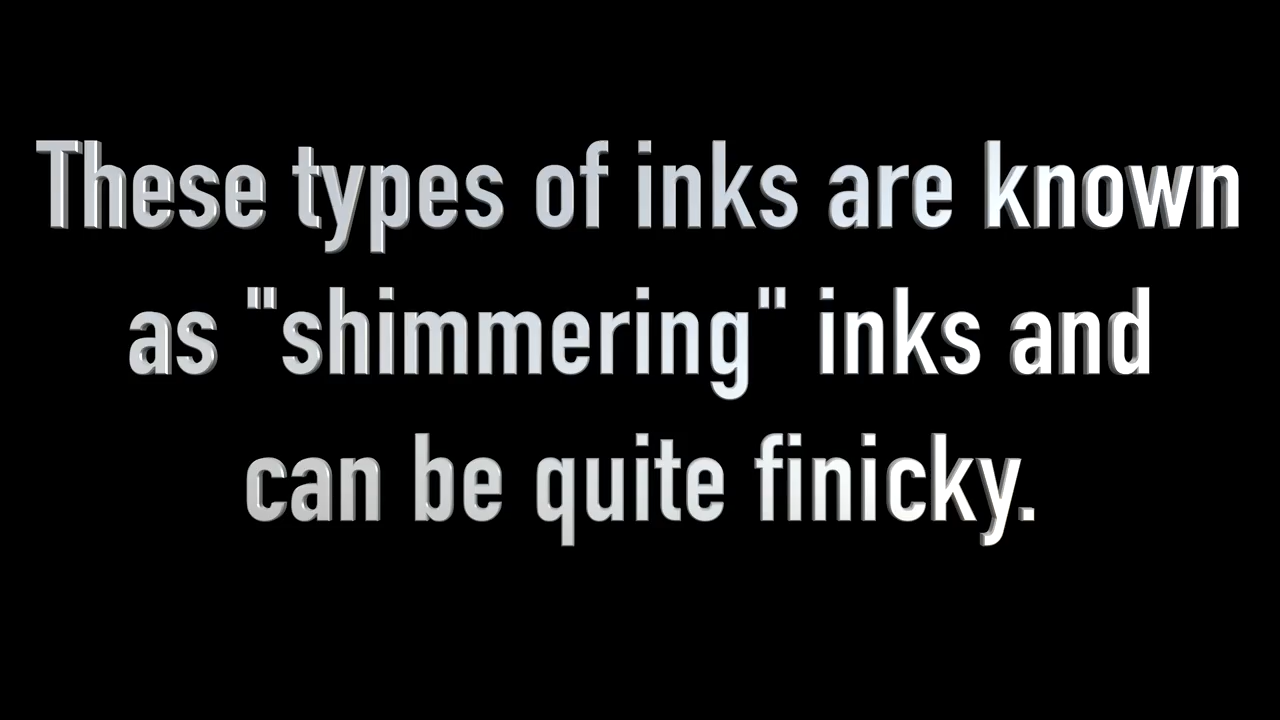 These types of inks are known
as "shimmering" inks and
can be quite finicky.